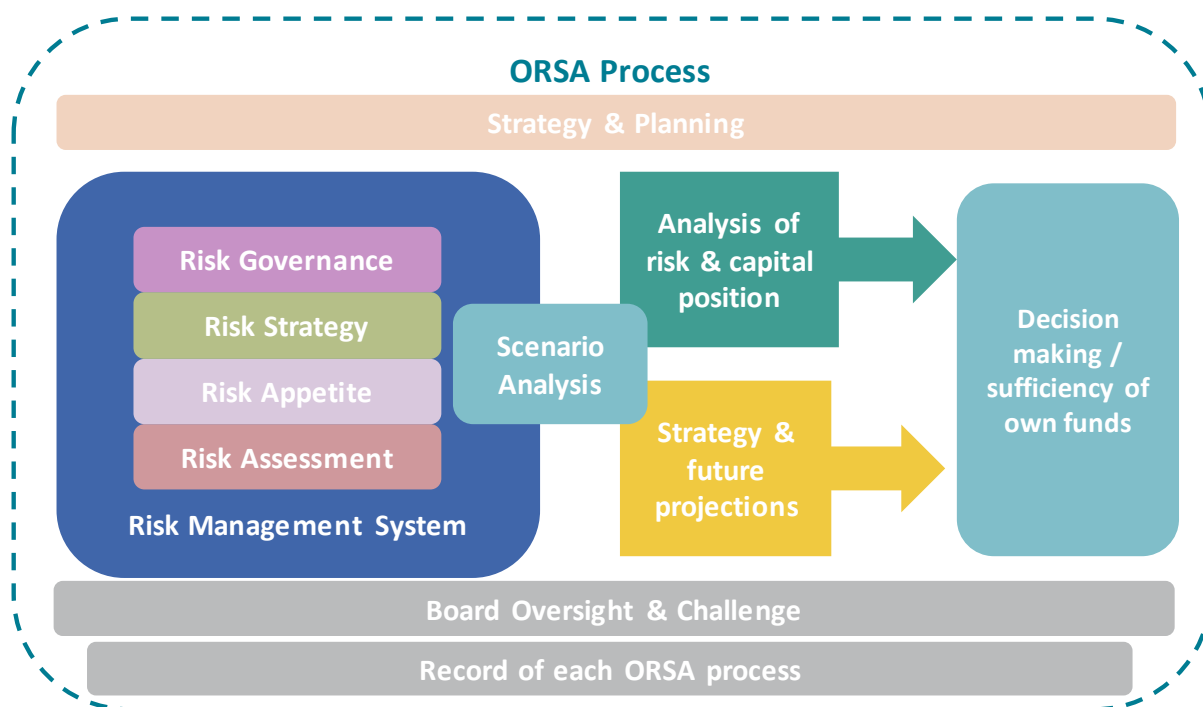 ORSA Process
Strategy & Planning
Risk Governance
Risk Strategy
Risk Appetite
Risk Assessment
Risk Management System
Scenario
Analysis
Analysis of
risk & capital
position
Strategy &
future
projections
Decision
making /
sufficiency of
own funds
Board Oversight & Challenge
Record of each ORSA process